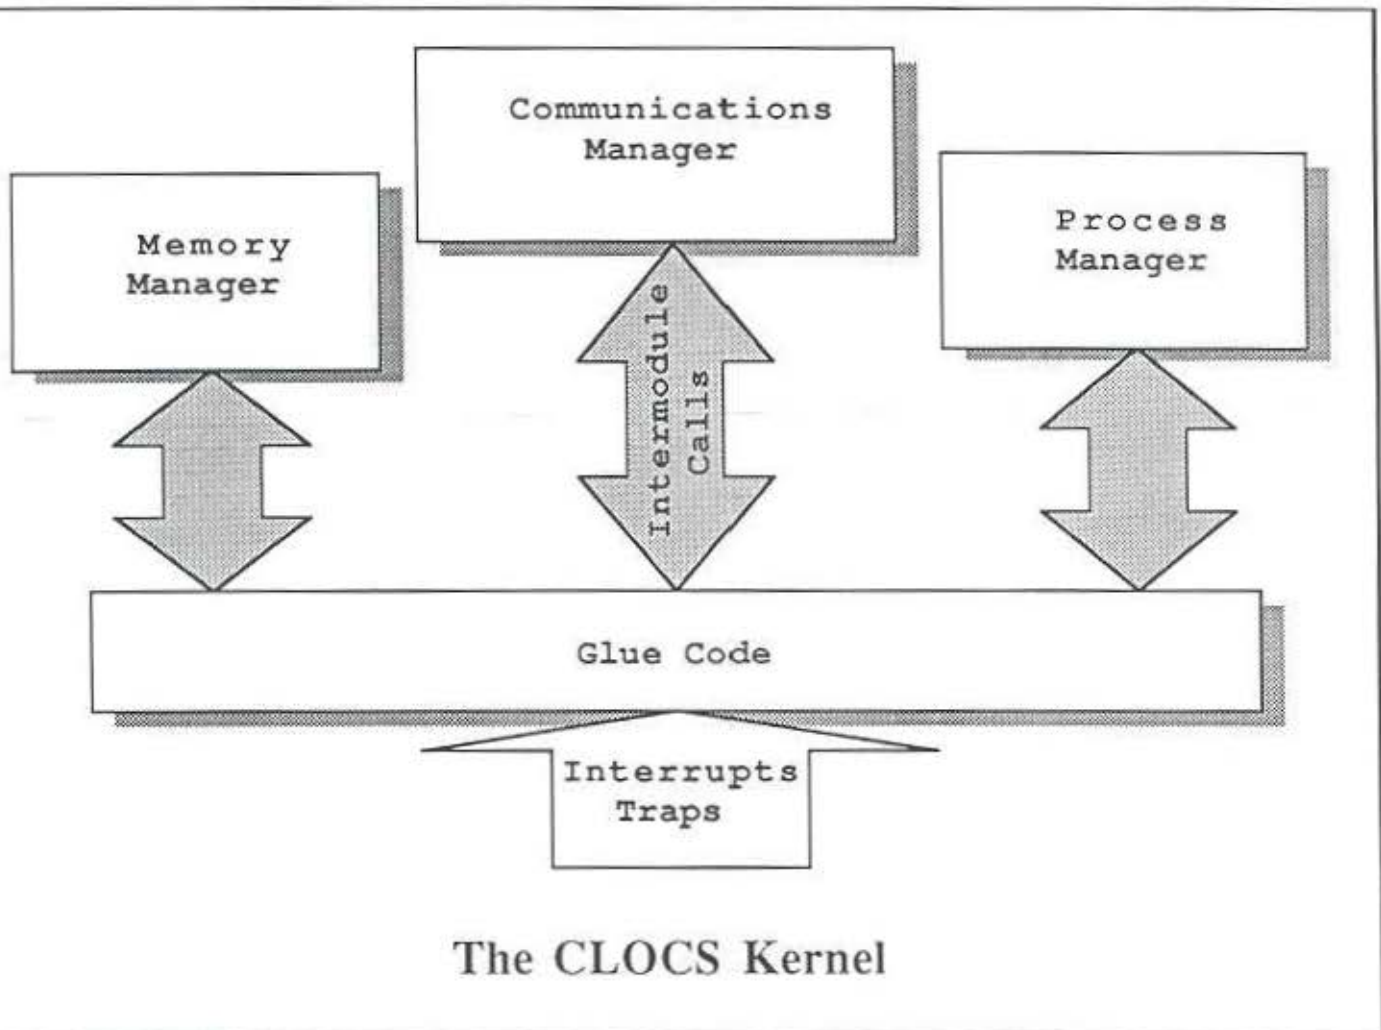 Communications
Manager
Memory
Manager
Process
Manager
Intermodule
Calls
Glue Code
Interrupts
Traps
The CLOCS Kernel